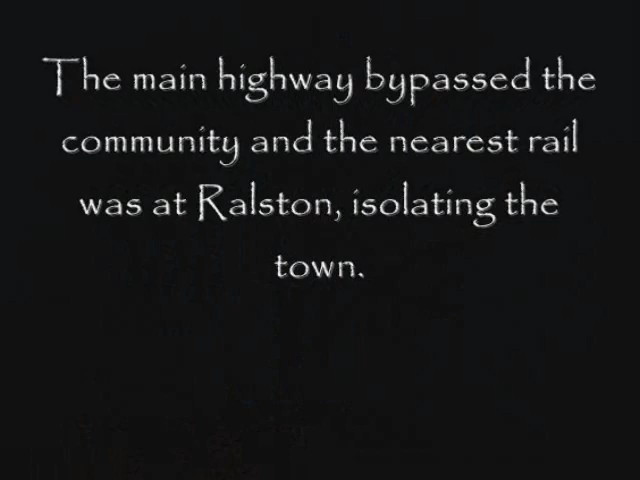 The main highway bypassed the
community and the nearest rail
was at Ralston, isolating the
town.